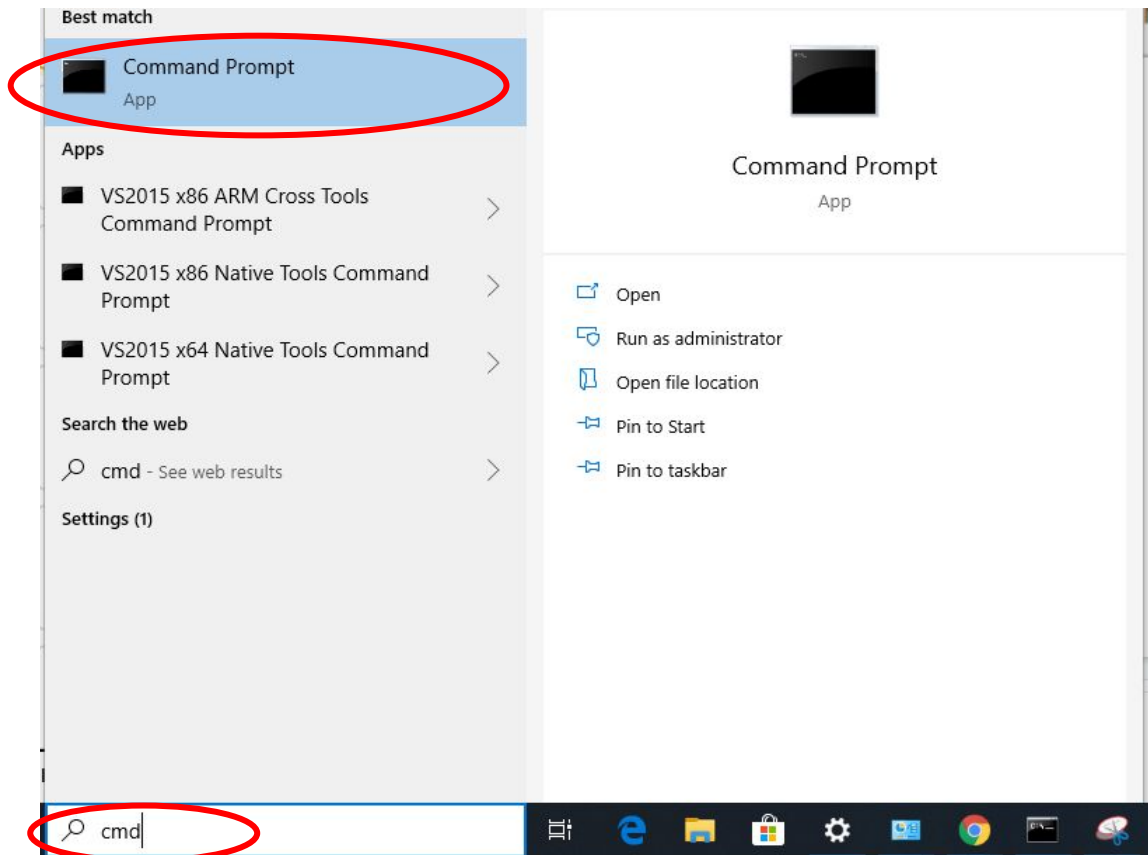 Best match
Command Prompt
App
Apps
VS2015 x86 ARM Cross Tools
Command Prompt
VS2015 x86 Native Tools Command
Prompt
VS2015 x64 Native Tools Command
Prompt
Search the web
cmd - See web results
Settings (1)
Command Prompt
App
Open
Run as administrator
Open file location
Pin to Start
Pin to taskbar
cmd